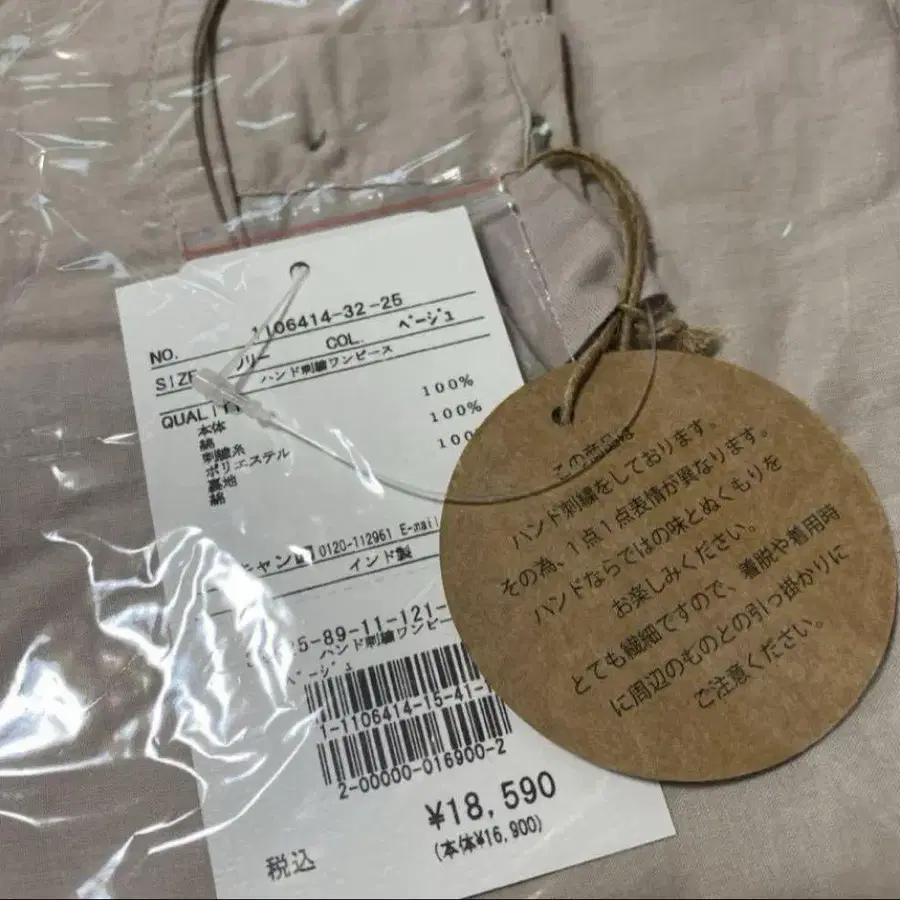 NO. 1106414-32-25
SIZE フリー COL. ベージュ
ハンド刺繍ワンピース
QUALITY
本体
綿 100%
刺繍糸
ポリエステル 100%
裏地
綿 100
0120-112961 E-mail
インド製
5-89-11-121-
ハンド刺繍ワンピー
ベージュ
1-1106414-15-41-
2-00000-016900-2
¥18,590
(本体¥16,900)
税込
この商品は
ハンド刺繍をしております。
その為、1点1点表情が異なります。
ハンドならではの味とぬくもりを
お楽しみください。
とても繊細ですので、着脱や着用時
に周辺のものとの引っ掛かりに
ご注意ください。